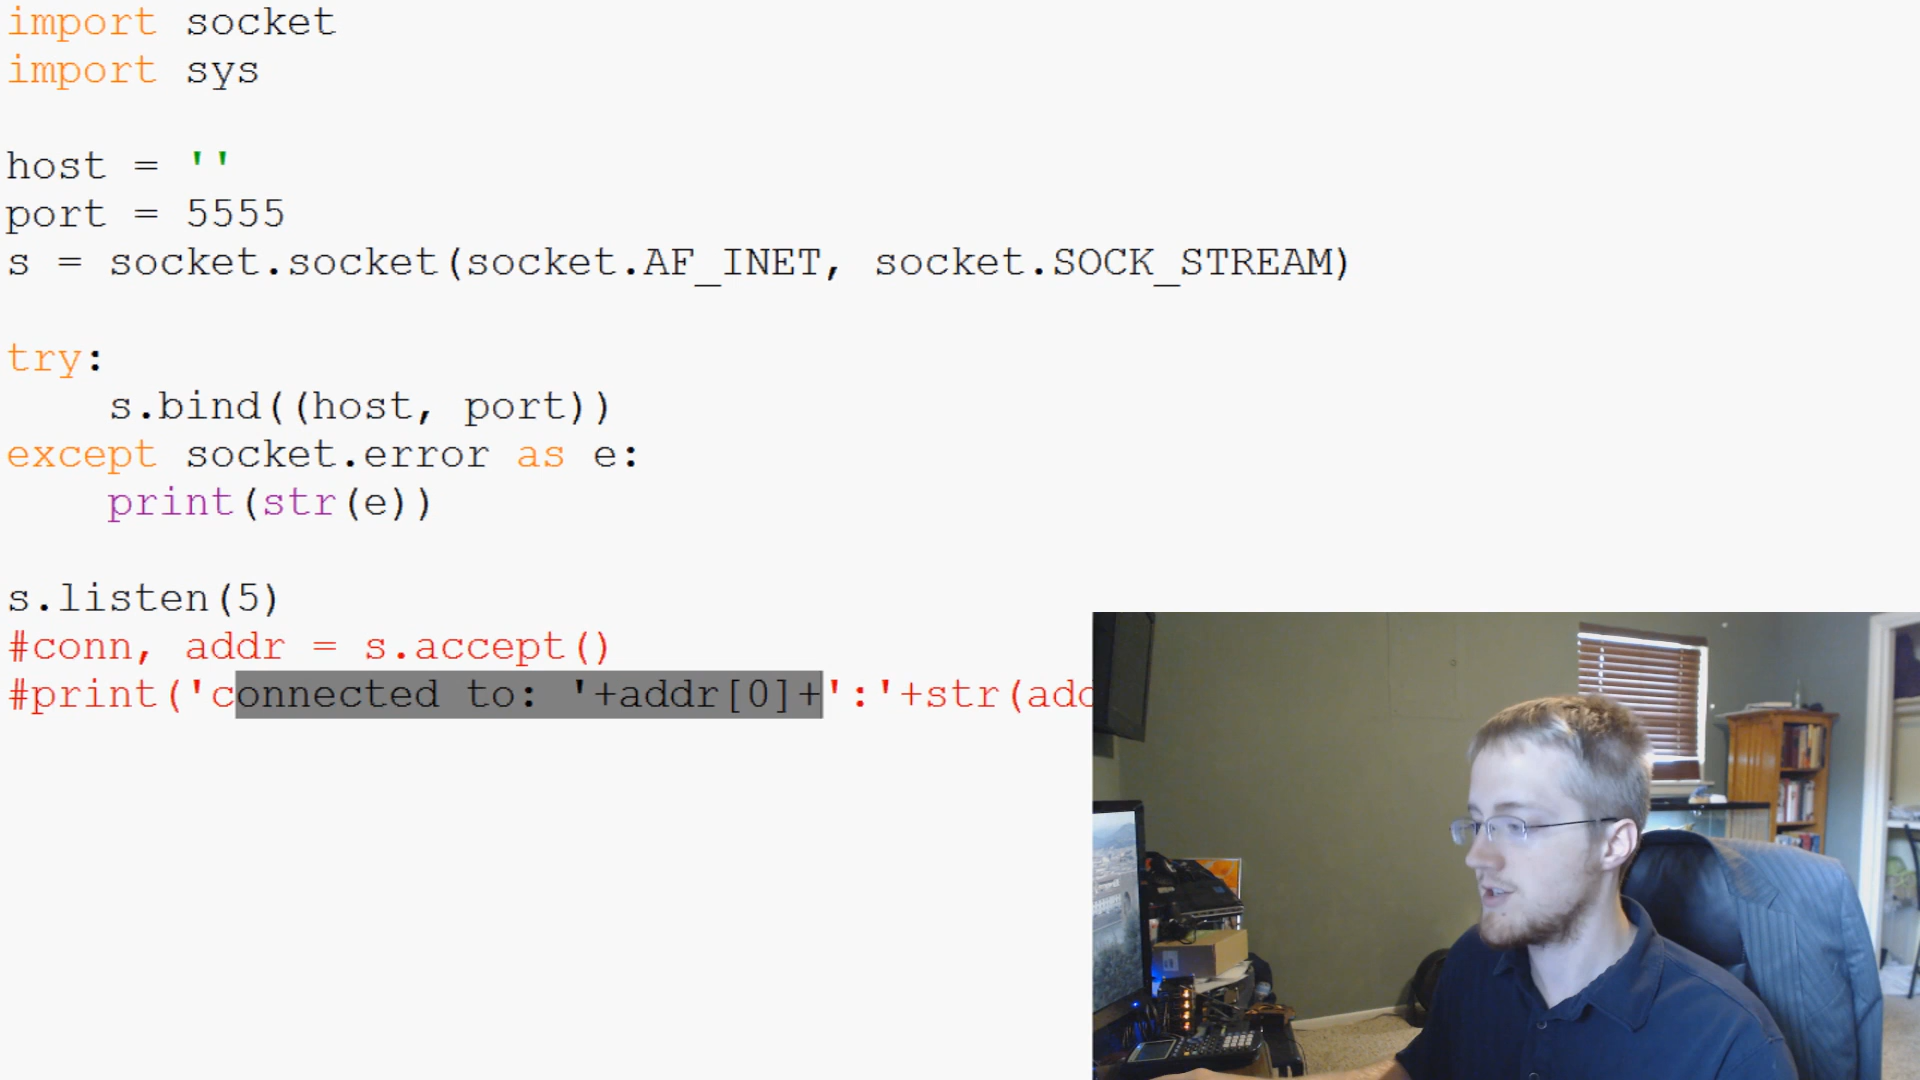 import socket
import sys
host = ''
port = 5555
s = socket.socket(socket.AF_INET, socket.SOCK_STREAM)
try:
s.bind((host, port))
except socket.error as e:
print(str(e))
s.listen(5)
#conn, addr = s.accept()
#print('connected to: '+addr[0]+':'+str(add